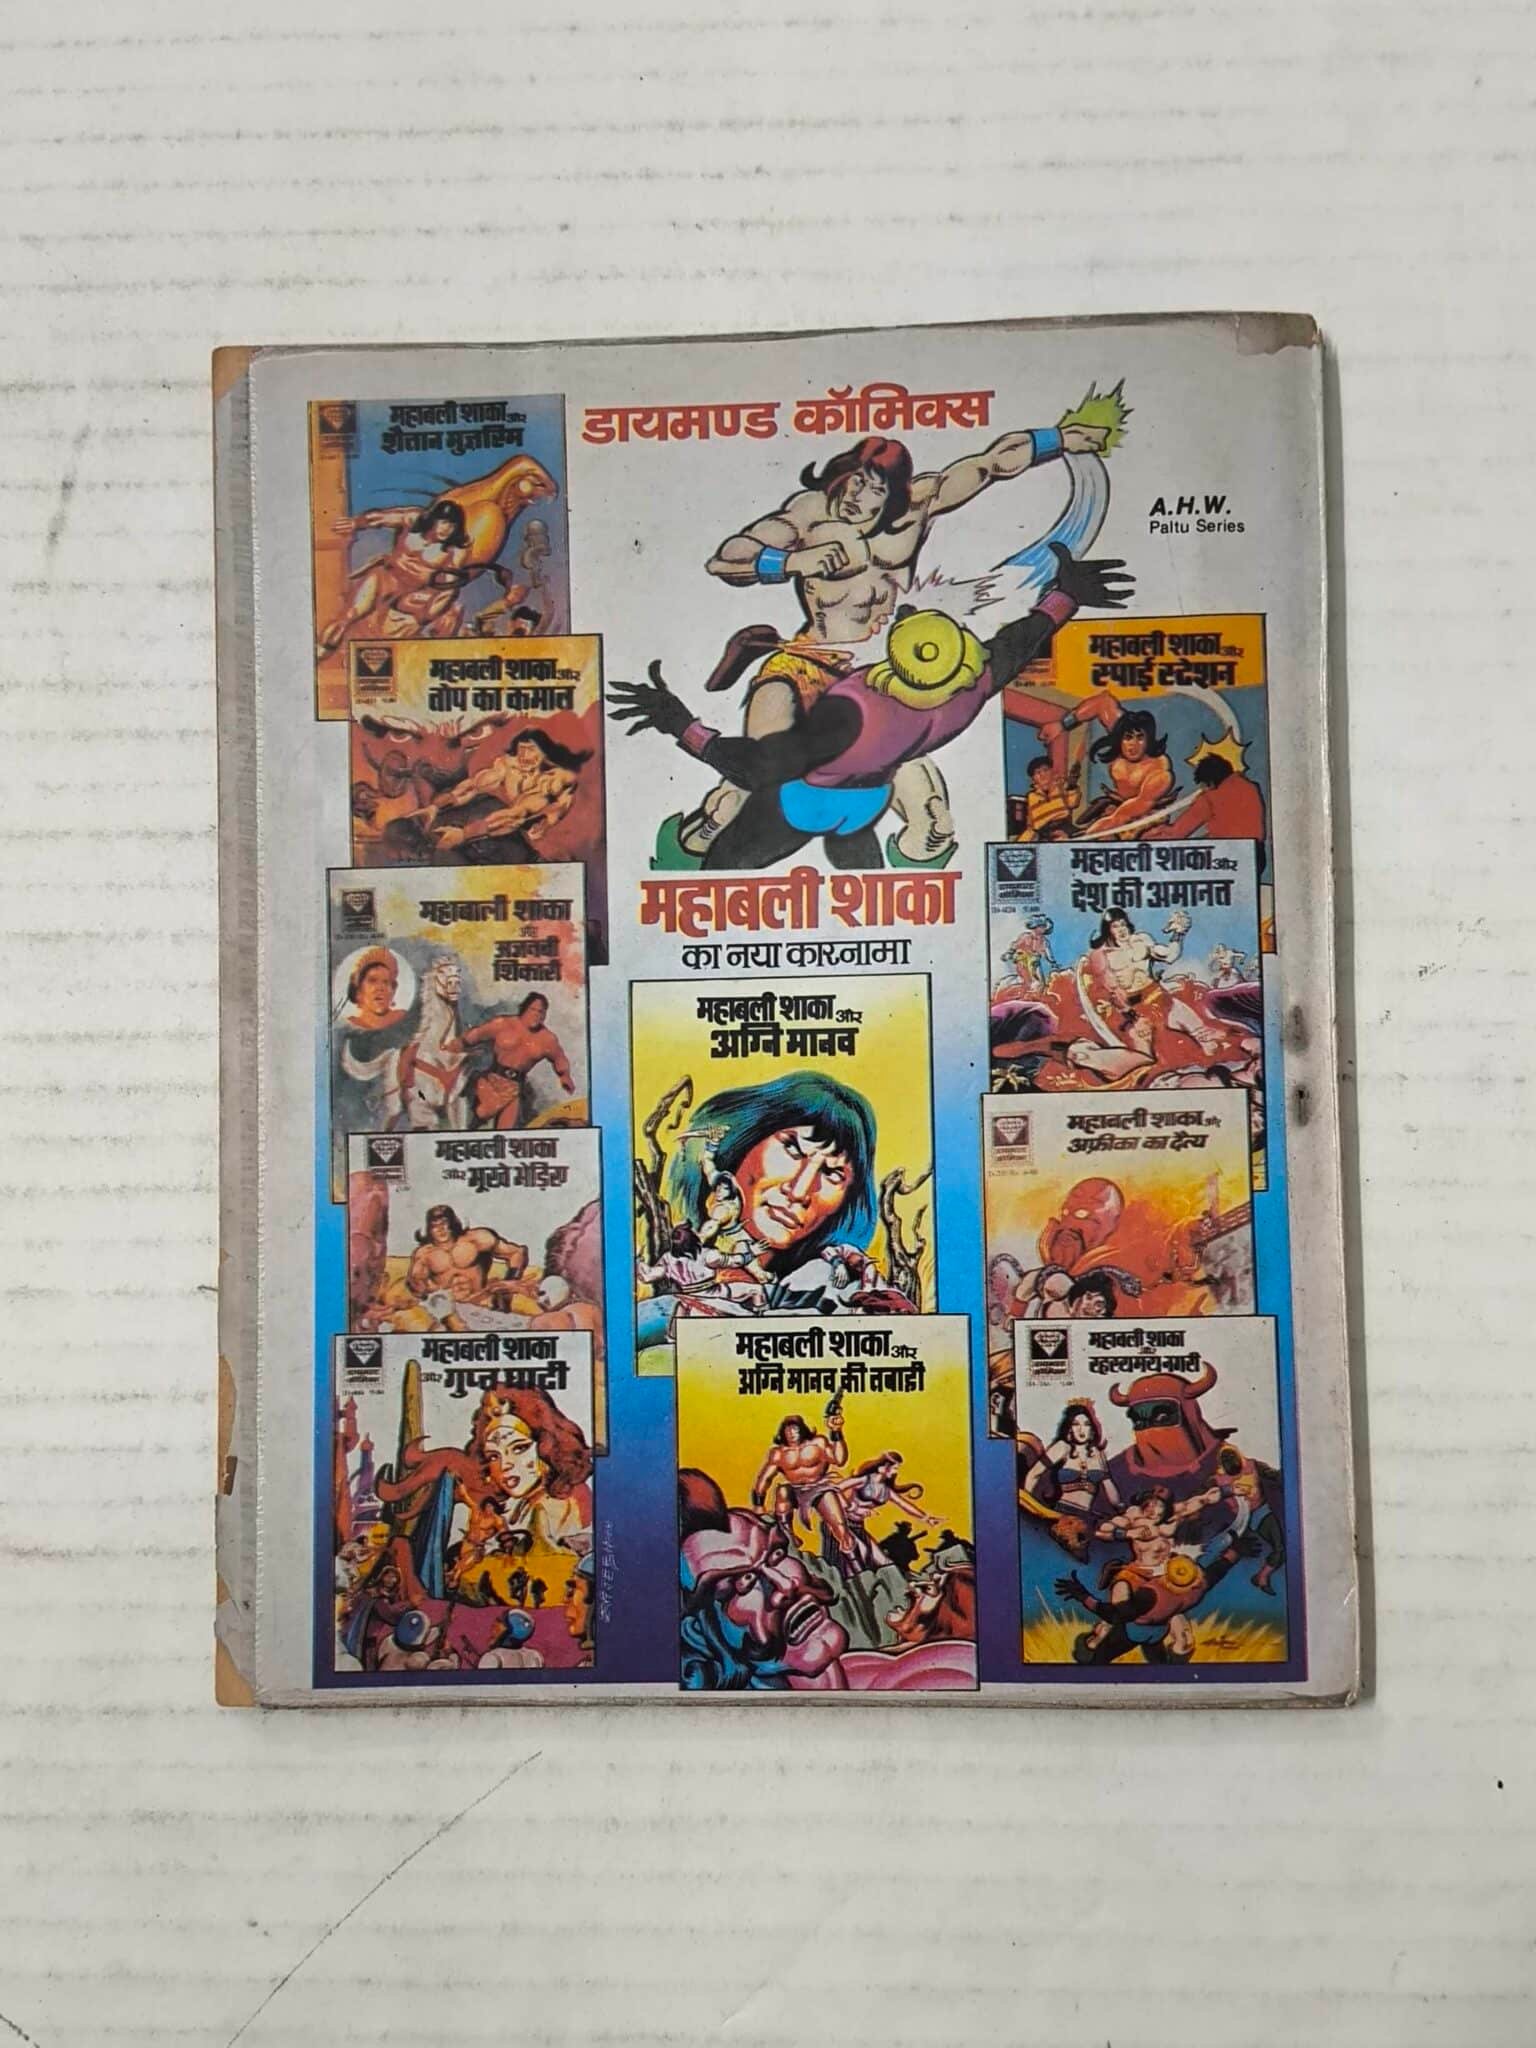 डायमण्ड कॉमिक्स
A.H.W.
Paltu Series
महाबली शाका और
शैतान मुजरिम
महाबली शाका और
तोप का कमाल
महाबली शाका और
स्पाई स्टेशन
महाबली शाका
का नया कारनामा
महाबाली शाका
और
अजनबी
शिकारी
महाबली शाका और
देश की अमानत
महाबली शाका और
अग्नि मानव
महाबली शाका
और भूखे भेड़िए
महाबली शाका और
अफ्रीका का दैत्य
महाबली शाका
और गुप्त घाटी
महाबली शाका और
अग्नि मानव की तबाही
महाबली शाका
और
रहस्यमय नगरी